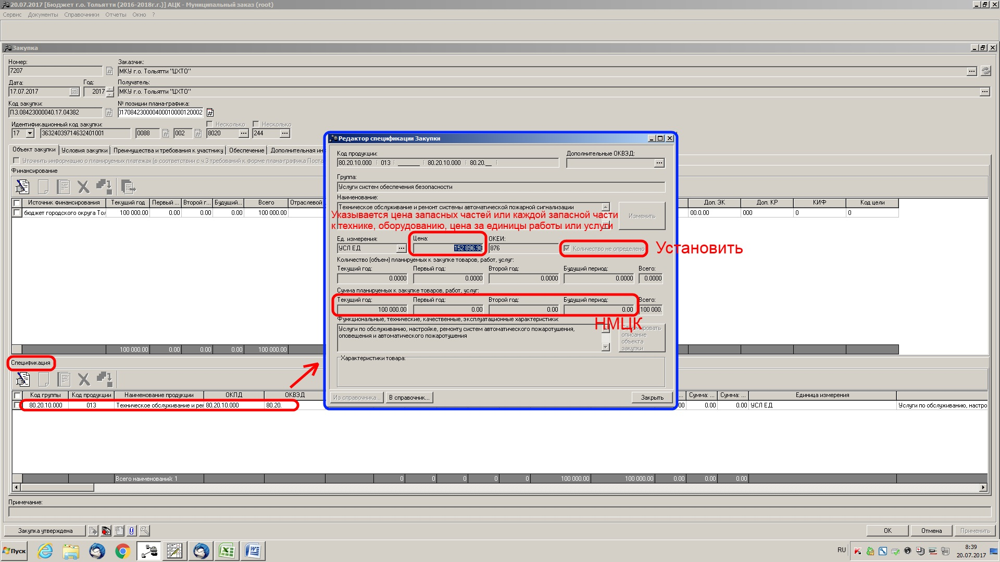 20.07.2017 [Бюджет г.о. Тольятти (2016-2018г.г.)] АЦК - Муниципальный заказ (root)
Сервис Документы Справочники Отчеты Окно ?
Закупка
Номер: Заказчик:
7207 МКУ г.о. Тольятти "ЦХТО"
Дата: Год: Получатель:
17.07.2017 2017 МКУ г.о. Тольятти "ЦХТО"
Код закупки: № позиции плана-графика:
ПЗ.08423000040.17.04382
Идентификационный код закупки: Несколько Несколько
17 36324039714632401001 0088 002 8020 244
Объект закупки Условия закупки Преимущества и требования к участнику Обеспечение Дополнительная
Уточнить информацию о планируемых платежах (в соответствии с ч.3 требований к форме плана-графика
Финансирование
Источник финансирования Текущий год Первый ... Второй г... Будущий... Всего Отраслевой Доп. ЭК Доп. КР КИФ Код цели
бюджет городского округа 100 000.00 0.00 0.00 0.00 100 000.00 00.0.00 000 0 0
100 000.00 0.00 0.00 0.00 100 000.00
Редактор спецификации Закупки
Код продукции: Дополнительные ОКВЭД:
80.20.10.000 013 80.20.10.000 80.20.__
Группа:
Услуги систем обеспечения безопасности
Наименование:
Техническое обслуживание и ремонт системы автоматической пожарной сигнализации
Указывается цена запасных частей или каждой запасной части
к технике, оборудованию, цена за единицы работы или услуги
Изменить
Ед. измерения: Цена: ОКЕИ:
УСЛ ЕД 152 896.98 876 Количество не определено Установить
Количество (объем) планируемых к закупке товаров, работ, услуг:
Текущий год: Первый год: Второй год: Будущий период: Всего:
0.0000 0.0000 0.0000 0.0000 0.0000
Сумма планируемых к закупке товаров, работ, услуг:
Текущий год: Первый год: Второй год: Будущий период: Всего:
100 000.00 0.00 0.00 0.00 100 000.
НМЦК
Функциональные, технические, качественные, эксплуатационные характеристики:
Услуги по обслуживанию, настройке, ремонту систем автоматического пожаротушения,
оповещения и автоматического пожаротушения
Сформировать
описание
объекта
закупки
Характеристики товара:
Из справочника... В справочник... Закрыть
Спецификация
Код группы Код продукции Наименование продукции ОКПД ОКВЭД Сумма: ... Сумма: ... Единица измерения
80.20.10.000 013 Техническое обслуживание и 80.20.10.000 80.20. 0.00 0.00 УСЛ ЕД Услуги по обслуживанию,
Всего наименований: 1 0 0 0 0 0 100 000.00 100 000.00 0.00 0.00 0.00
Примечание:
Закупка утверждена ОК Отмена Применить
Пуск RU 8:39
20.07.2017